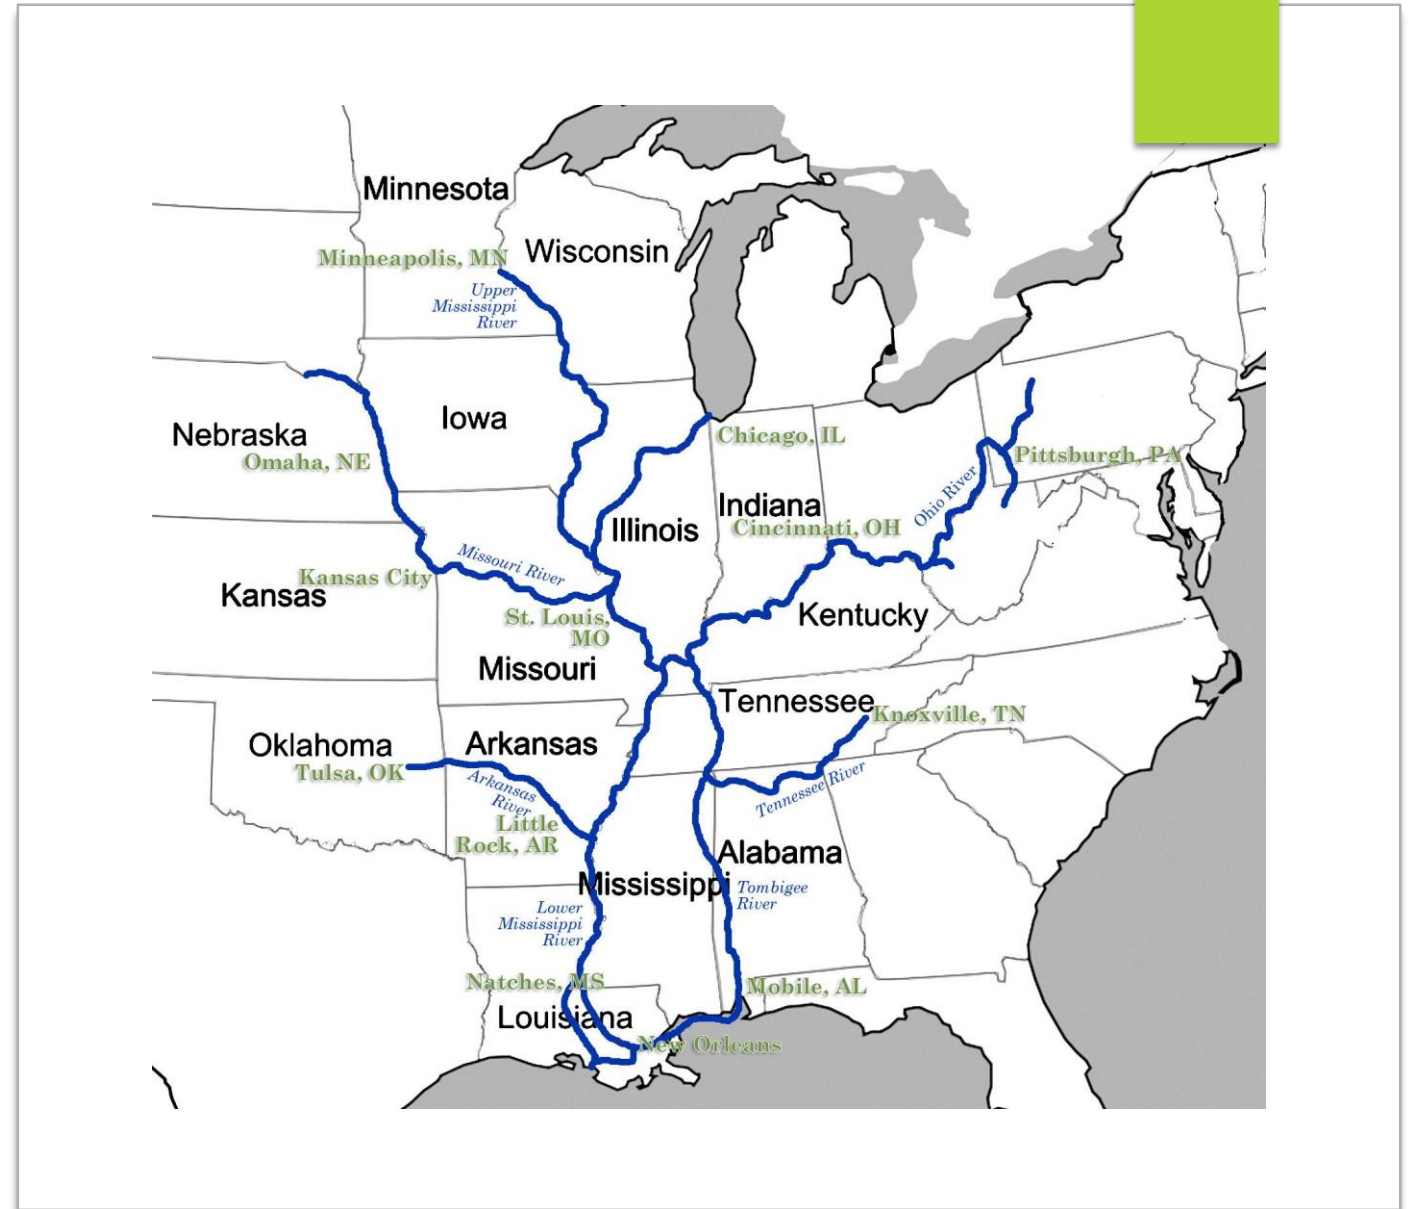 Minnesota
Minneapolis, MN
Wisconsin
Upper
Mississippi
River
Nebraska
Omaha, NE
Iowa
Chicago, IL
Pittsburgh, PA
Ohio River
Indiana
Cincinnati, OH
Illinois
Missouri River
Kansas City
Kansas
St. Louis,
MO
Kentucky
Missouri
Tennessee
Knoxville, TN
Oklahoma
Tulsa, OK
Arkansas
Arkansas
River
Little
Rock, AR
Tennessee River
Alabama
Mississippi
Tombigee
River
Lower
Mississippi
River
Natches, MS
Mobile, AL
Louisiana
New Orleans